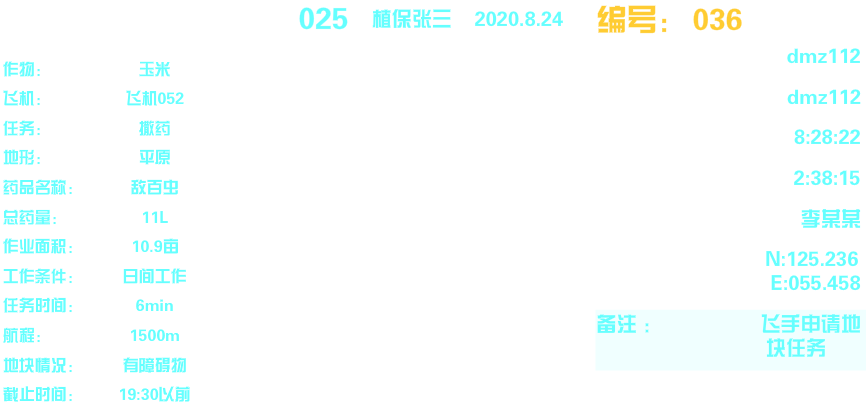 025 植保张三 2020.8.24 编号: 036
dmz112
作物: 玉米
飞机: 飞机052
dmz112
任务: 撒药
8:28:22
地形: 平原
药品名称: 敌百虫
2:38:15
总药量: 11L
李某某
作业面积: 10.9亩
N:125.236
工作条件: 日间工作
E:055.458
任务时间: 6min
备注: 飞手申请地
航程: 1500m
块任务
地块情况: 有障碍物
截止时间: 19:30以前